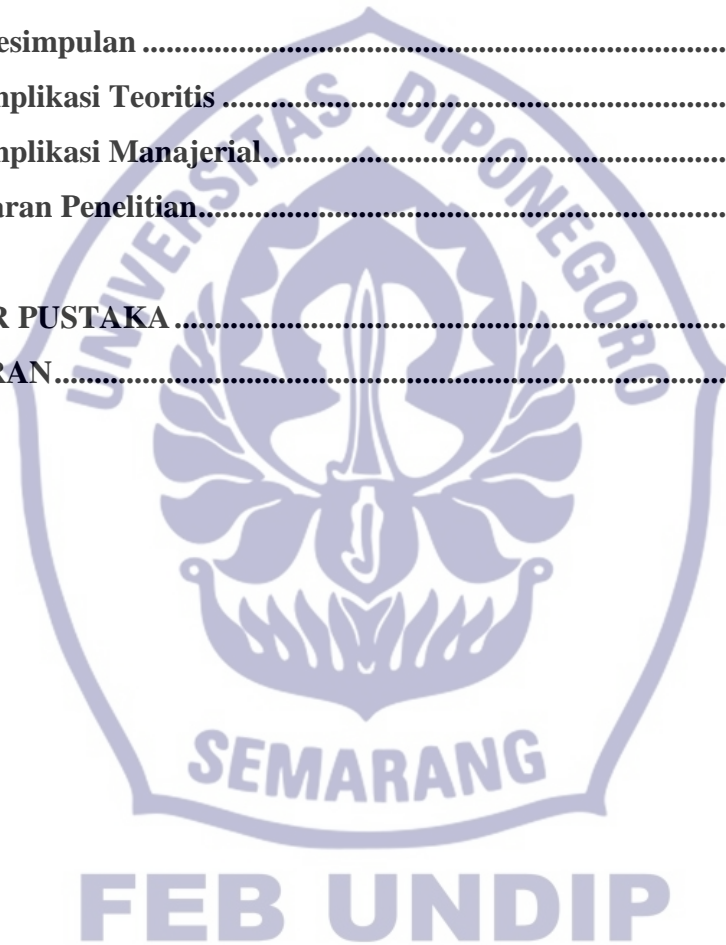 esimpulan ........................................................................
nplikasi Teoritis ........................................................................
nplikasi Manajerial........................................................................
aran Penelitian........................................................................
R PUSTAKA ........................................................................
RAN........................................................................
UNIVERSITAS DIPONEGORO
SEMARANG
FEB UNDIP